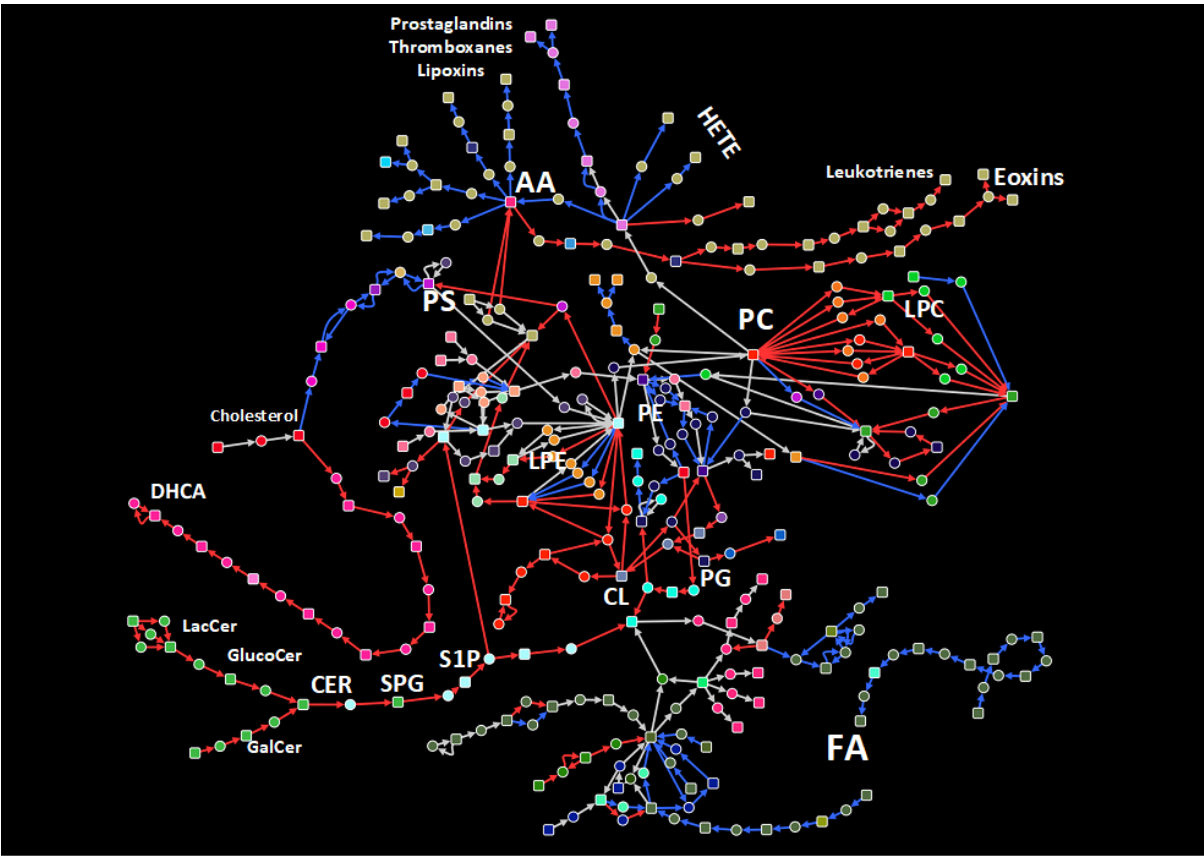 Prostaglandins
Thromboxanes
Lipoxins
HETE
AA
Leukotrienes
Eoxins
PS
PC
LPC
Cholesterol
PE
LPE
DHCA
CL
PG
LacCer
GlucoCer
S1P
CER
SPG
GalCer
FA